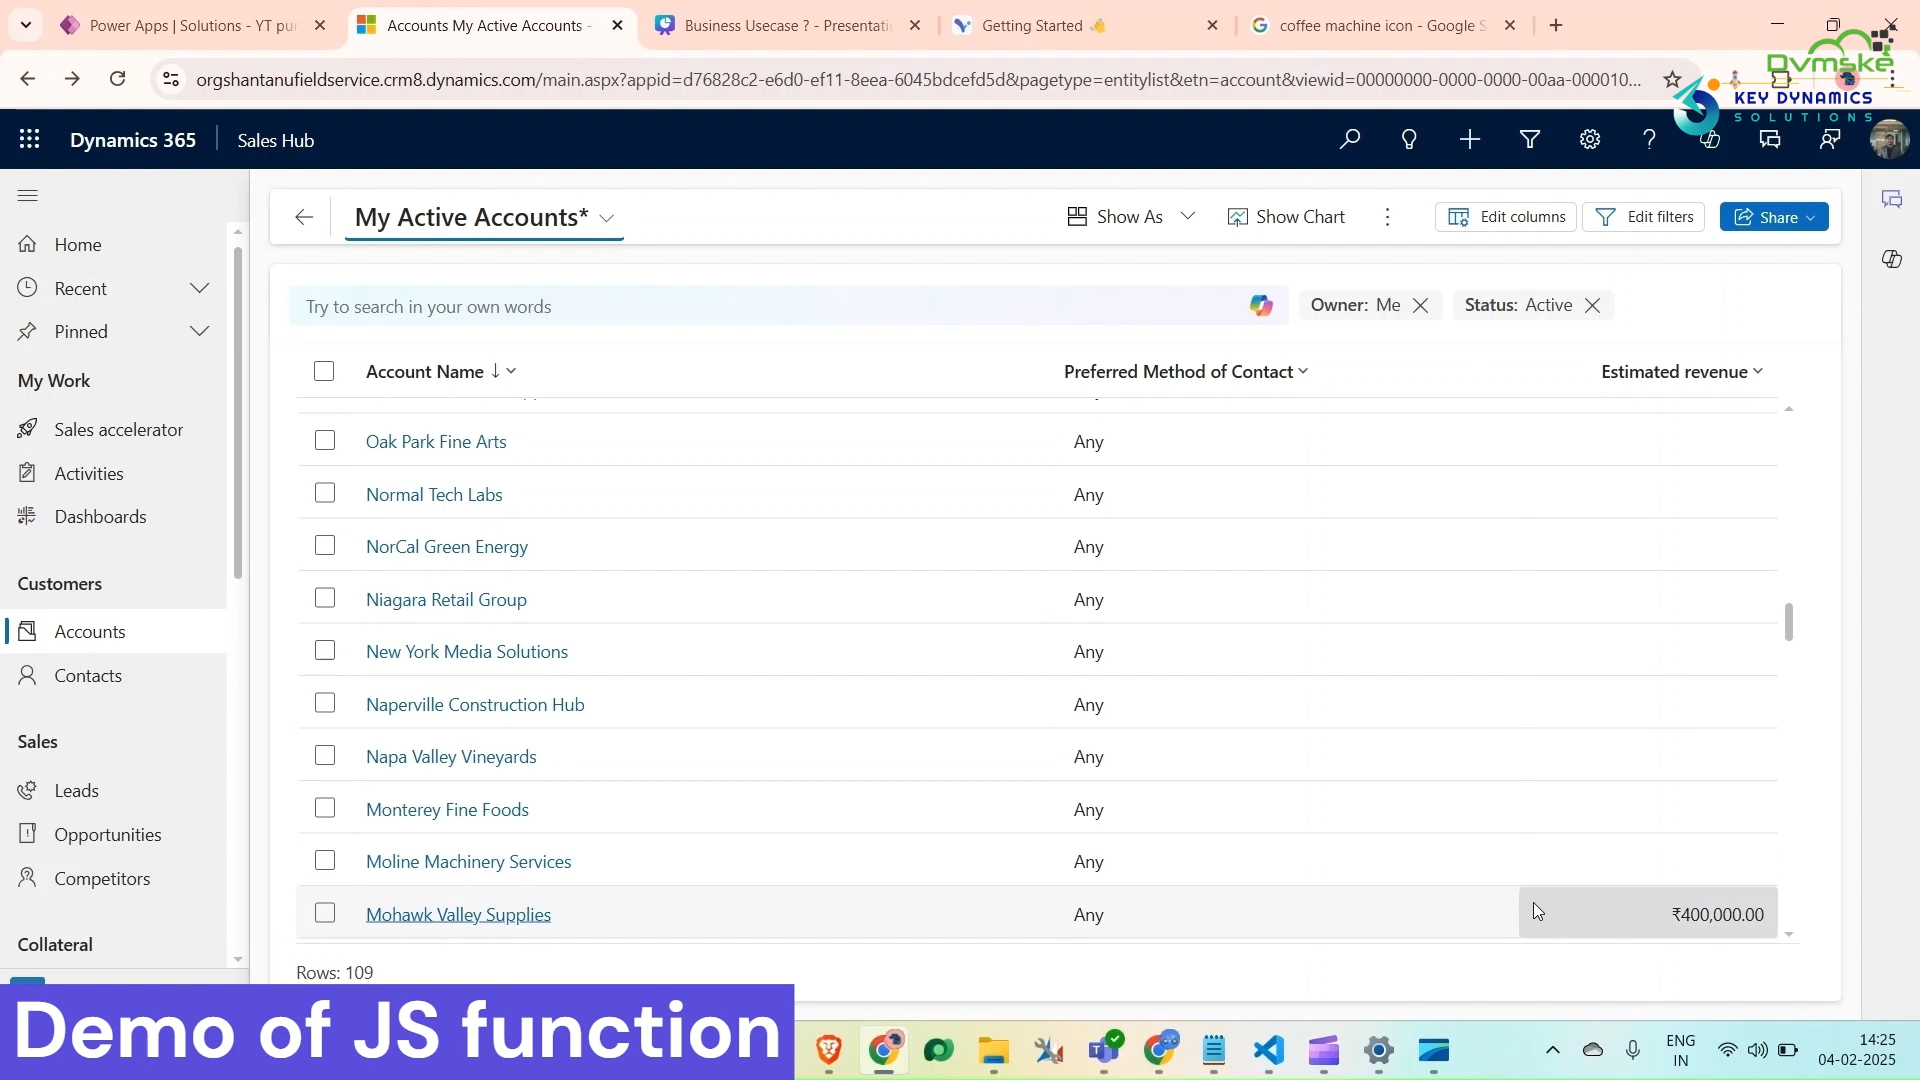 Power Apps | Solutions - YT pur
Accounts My Active Accounts -
Business Usecase ? - Presentati
Getting Started 👋
coffee machine icon - Google S
orgshantanufieldservice.crm8.dynamics.com/main.aspx?appid=d76828c2-e6d0-ef11-8eea-6045bdcefd5d&pagetype=entitylist&etn=account&viewid=00000000-0000-0000-00aa-000010...
Dvmske
KEY DYNAMICS
SOLUTIONS
Dynamics 365
Sales Hub
My Active Accounts*
Show As
Show Chart
Edit columns
Edit filters
Share
Home
Recent
Pinned
My Work
Sales accelerator
Activities
Dashboards
Customers
Accounts
Contacts
Sales
Leads
Opportunities
Competitors
Collateral
Try to search in your own words
Owner: Me
Status: Active
Account Name
Preferred Method of Contact
Estimated revenue
Oak Park Fine Arts Any
Normal Tech Labs Any
NorCal Green Energy Any
Niagara Retail Group Any
New York Media Solutions Any
Naperville Construction Hub Any
Napa Valley Vineyards Any
Monterey Fine Foods Any
Moline Machinery Services Any
Mohawk Valley Supplies Any ₹400,000.00
Rows: 109
Demo of JS function
ENG
IN
14:25
04-02-2025